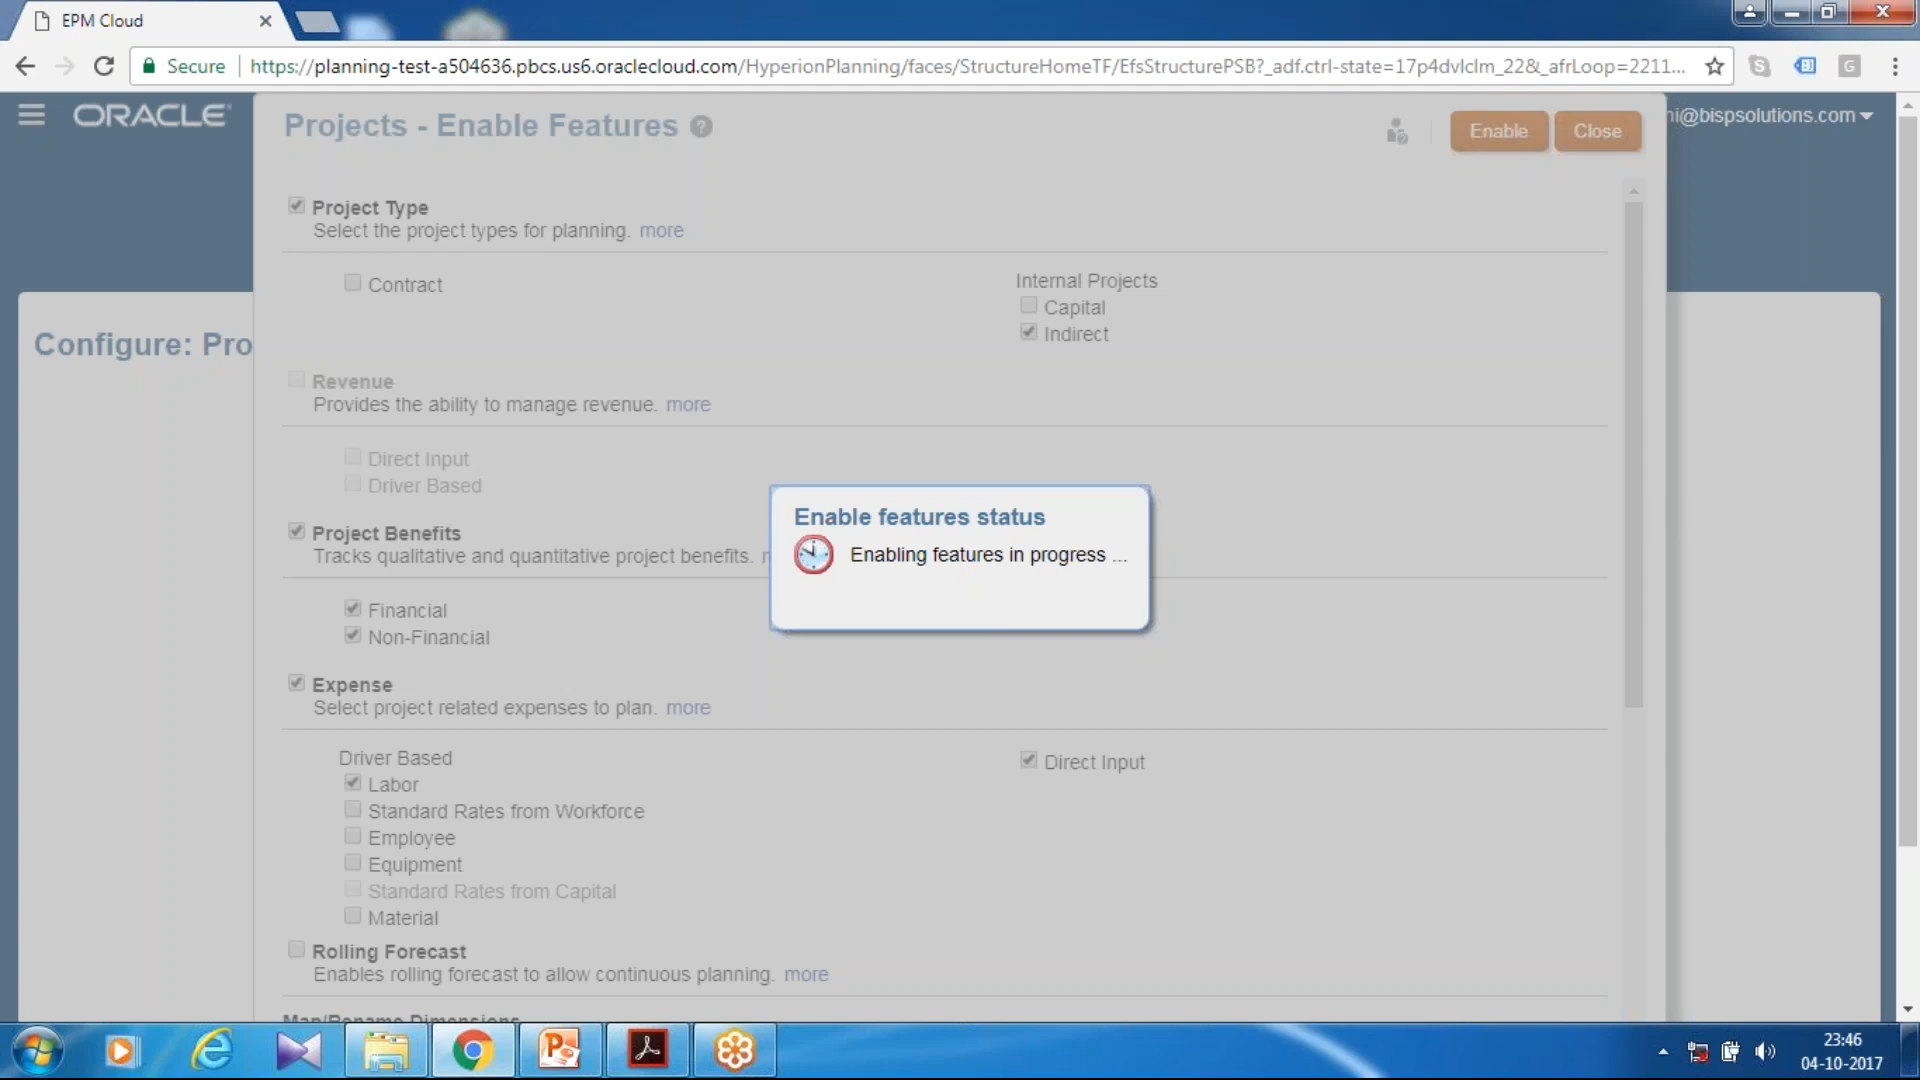 EPM Cloud
Secure
https://planning-test-a504636.pbcs.us6.oraclecloud.com/HyperionPlanning/faces/StructureHomeTF/EfsStructurePSB?_adf.ctrl-state=17p4dvlclm_22&_afrLoop=2211...
ORACLE
Projects - Enable Features
Enable
Close
hi@bispsolutions.com
Configure: Pro
Project Type
Select the project types for planning. more
Contract
Internal Projects
Capital
Indirect
Revenue
Provides the ability to manage revenue. more
Direct Input
Driver Based
Project Benefits
Tracks qualitative and quantitative project benefits.
Enable features status
Enabling features in progress ...
Financial
Non-Financial
Expense
Select project related expenses to plan. more
Driver Based
Labor
Standard Rates from Workforce
Employee
Equipment
Standard Rates from Capital
Material
Direct Input
Rolling Forecast
Enables rolling forecast to allow continuous planning. more
Map/Rename Dimensions
23:46
04-10-2017